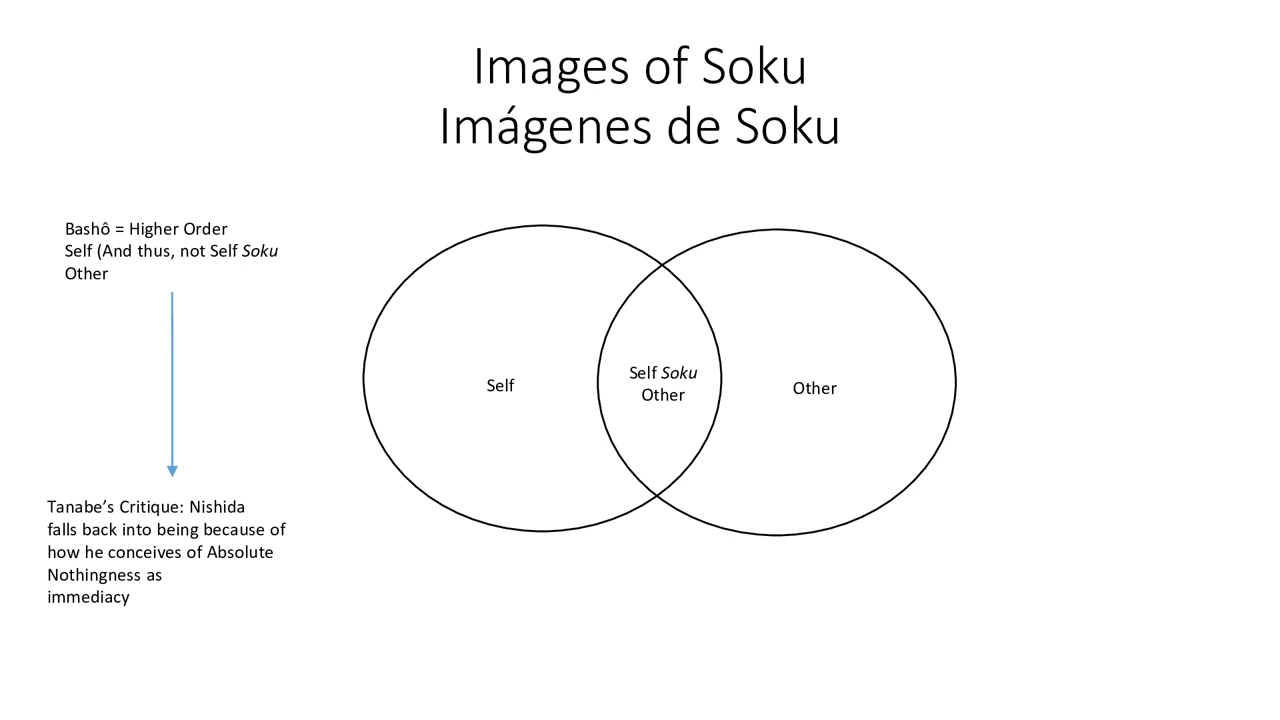 Images of Soku
Imágenes de Soku
Bashô = Higher Order
Self (And thus, not Self Soku
Other
Self
Self Soku
Other
Other
Tanabe’s Critique: Nishida
falls back into being because of
how he conceives of Absolute
Nothingness as
immediacy